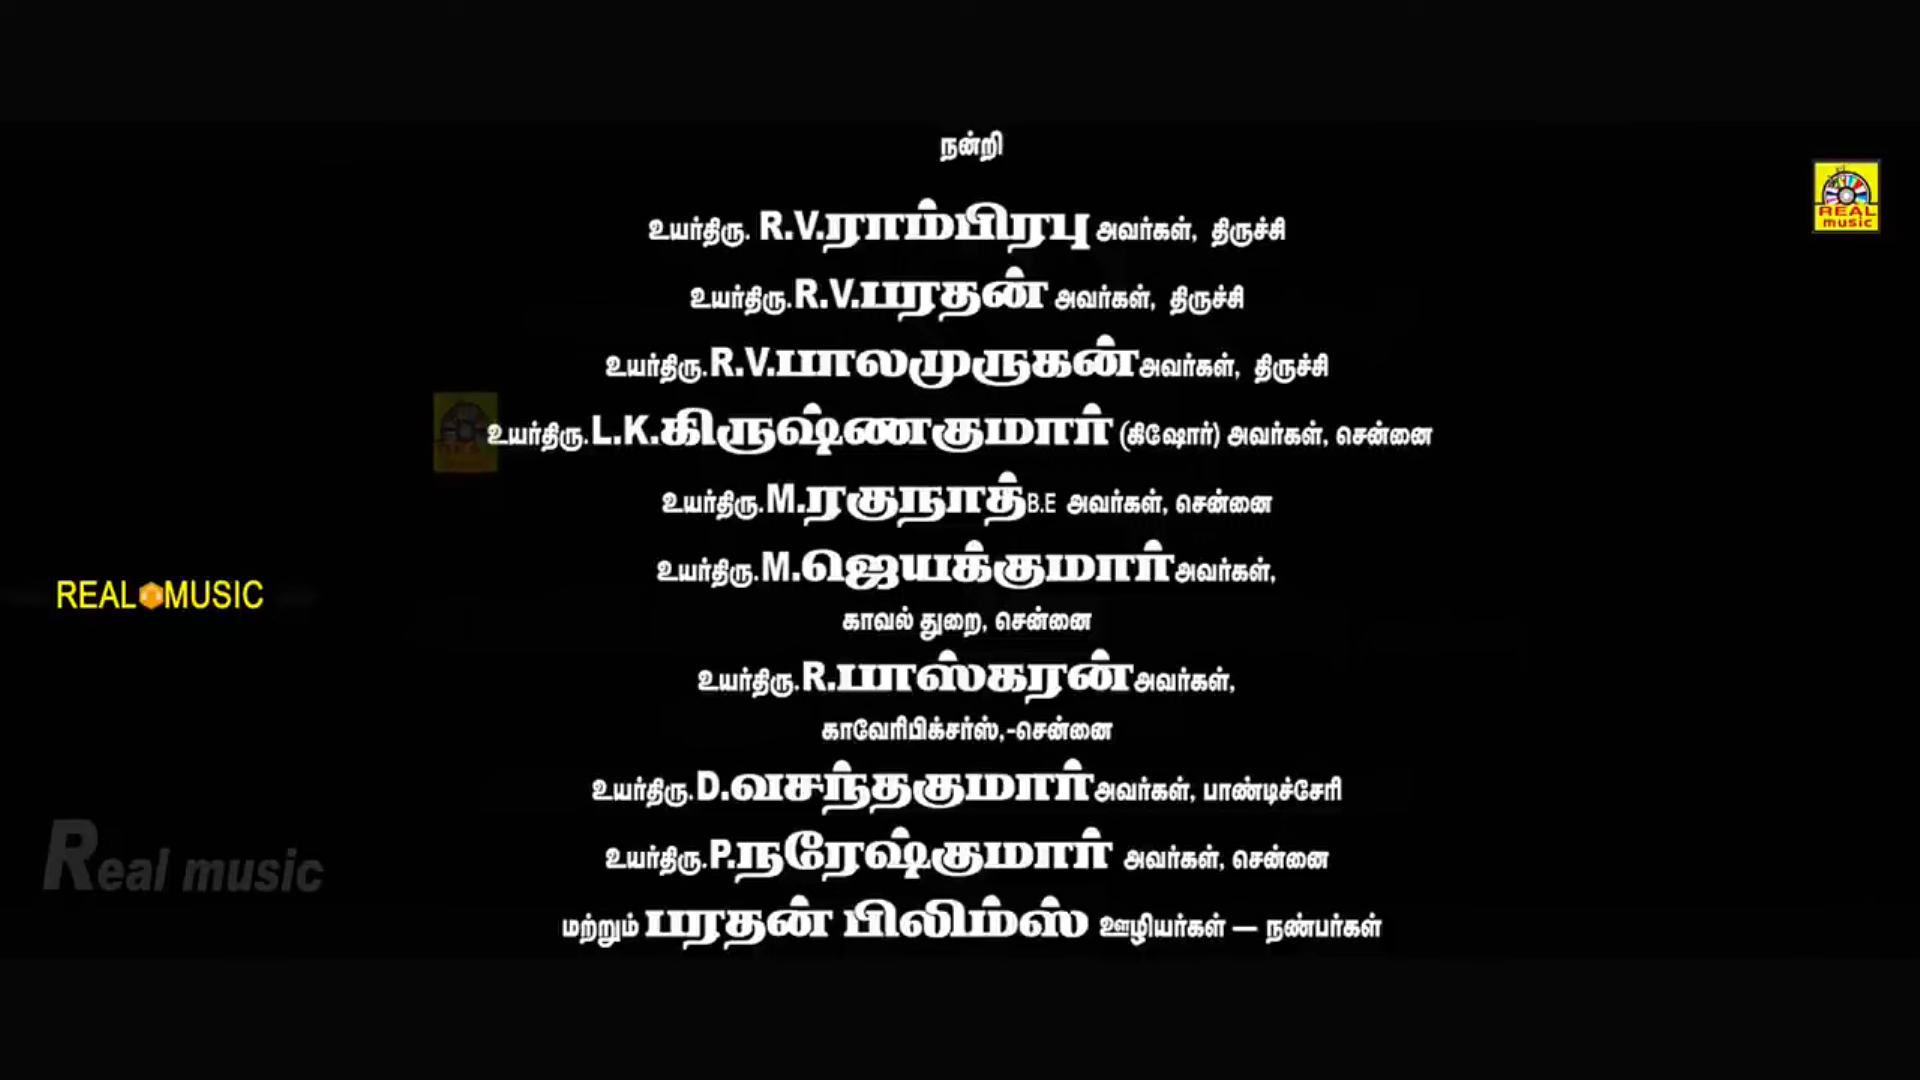 நன்றி
உயர்திரு. R.V.ராம்பிரபு அவர்கள், திருச்சி
உயர்திரு.R.V.பரதன் அவர்கள், திருச்சி
உயர்திரு.R.V.பாலமுருகன்அவர்கள், திருச்சி
உயர்திரு.L.K.கிருஷ்ணகுமார் (கிஷோர்) அவர்கள், சென்னை
உயர்திரு.M.ரகுநாத்B.E அவர்கள், சென்னை
உயர்திரு.M.ஜெயக்குமார்அவர்கள்,
காவல் துறை, சென்னை
உயர்திரு.R.பாஸ்கரன்அவர்கள்,
காவேரிபிக்சர்ஸ்,-சென்னை
உயர்திரு.D.வசந்தகுமார்அவர்கள், பாண்டிச்சேரி
உயர்திரு.P.நரேஷ்குமார் அவர்கள், சென்னை
மற்றும் பரதன் பிலிம்ஸ் ஊழியர்கள் — நண்பர்கள்
REAL music
REAL MUSIC
Real music